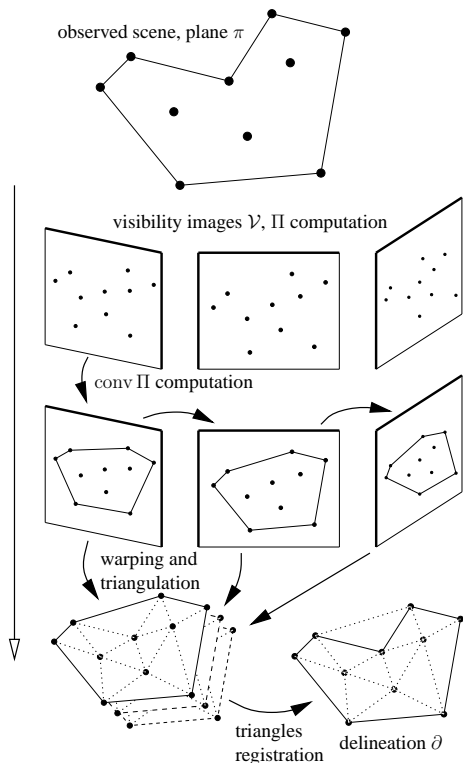 observed scene, plane π
visibility images 𝒱, Π computation
conv Π computation
warping and
triangulation
triangles
registration
delineation ∂